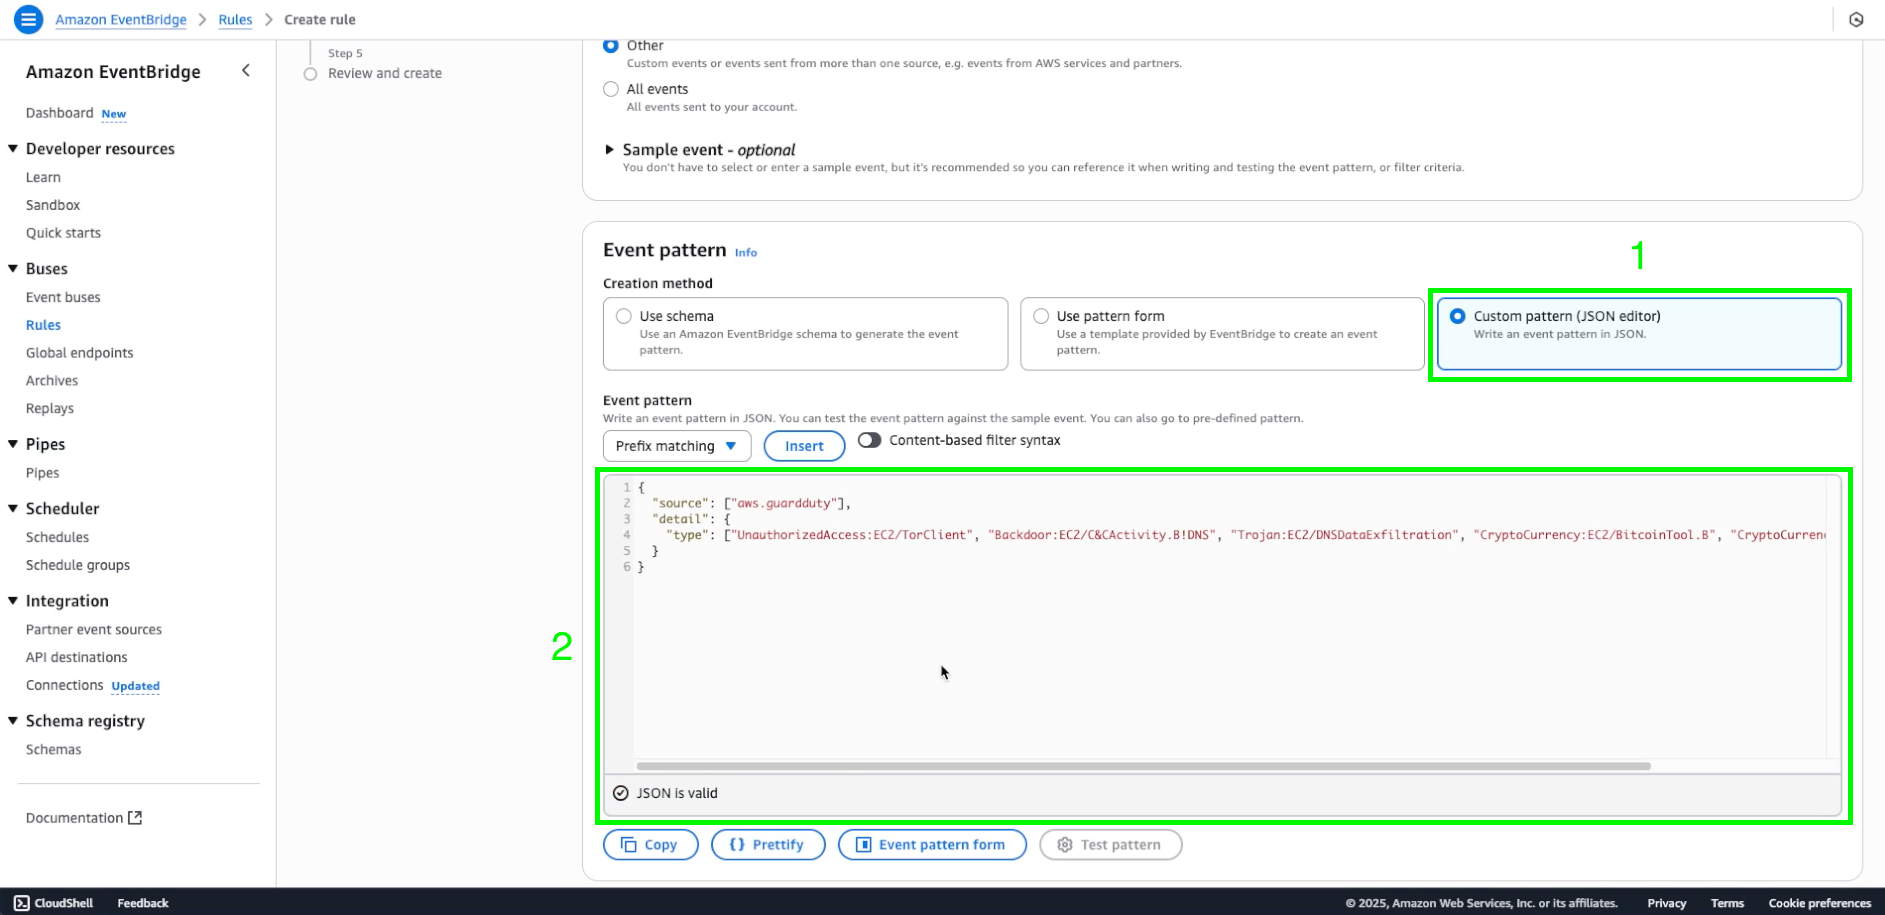 Amazon EventBridge > Rules > Create rule
Amazon EventBridge
Dashboard New
Developer resources
Learn
Sandbox
Quick starts
Buses
Event buses
Rules
Global endpoints
Archives
Replays
Pipes
Pipes
Scheduler
Schedules
Schedule groups
Integration
Partner event sources
API destinations
Connections Updated
Schema registry
Schemas
Documentation
Step 5
Review and create
Other
Custom events or events sent from more than one source, e.g. events from AWS services and partners.
All events
All events sent to your account.
Sample event - optional
You don't have to select or enter a sample event, but it's recommended so you can reference it when writing and testing the event pattern, or filter criteria.
Event pattern Info
1
Creation method
Use schema
Use an Amazon EventBridge schema to generate the event
pattern.
Use pattern form
Use a template provided by EventBridge to create an event
pattern.
Custom pattern (JSON editor)
Write an event pattern in JSON.
Event pattern
Write an event pattern in JSON. You can test the event pattern against the sample event. You can also go to pre-defined pattern.
Prefix matching Insert Content-based filter syntax
2
1 {
2 "source": ["aws.guardduty"],
3 "detail": {
4 "type": ["UnauthorizedAccess:EC2/TorClient", "Backdoor:EC2/C&CActivity.B!DNS", "Trojan:EC2/DNSDataExfiltration", "CryptoCurrency:EC2/BitcoinTool.B", "CryptoCurren
5 }
6 }
JSON is valid
Copy {} Prettify Event pattern form Test pattern
CloudShell Feedback © 2025, Amazon Web Services, Inc. or its affiliates. Privacy Terms Cookie preferences